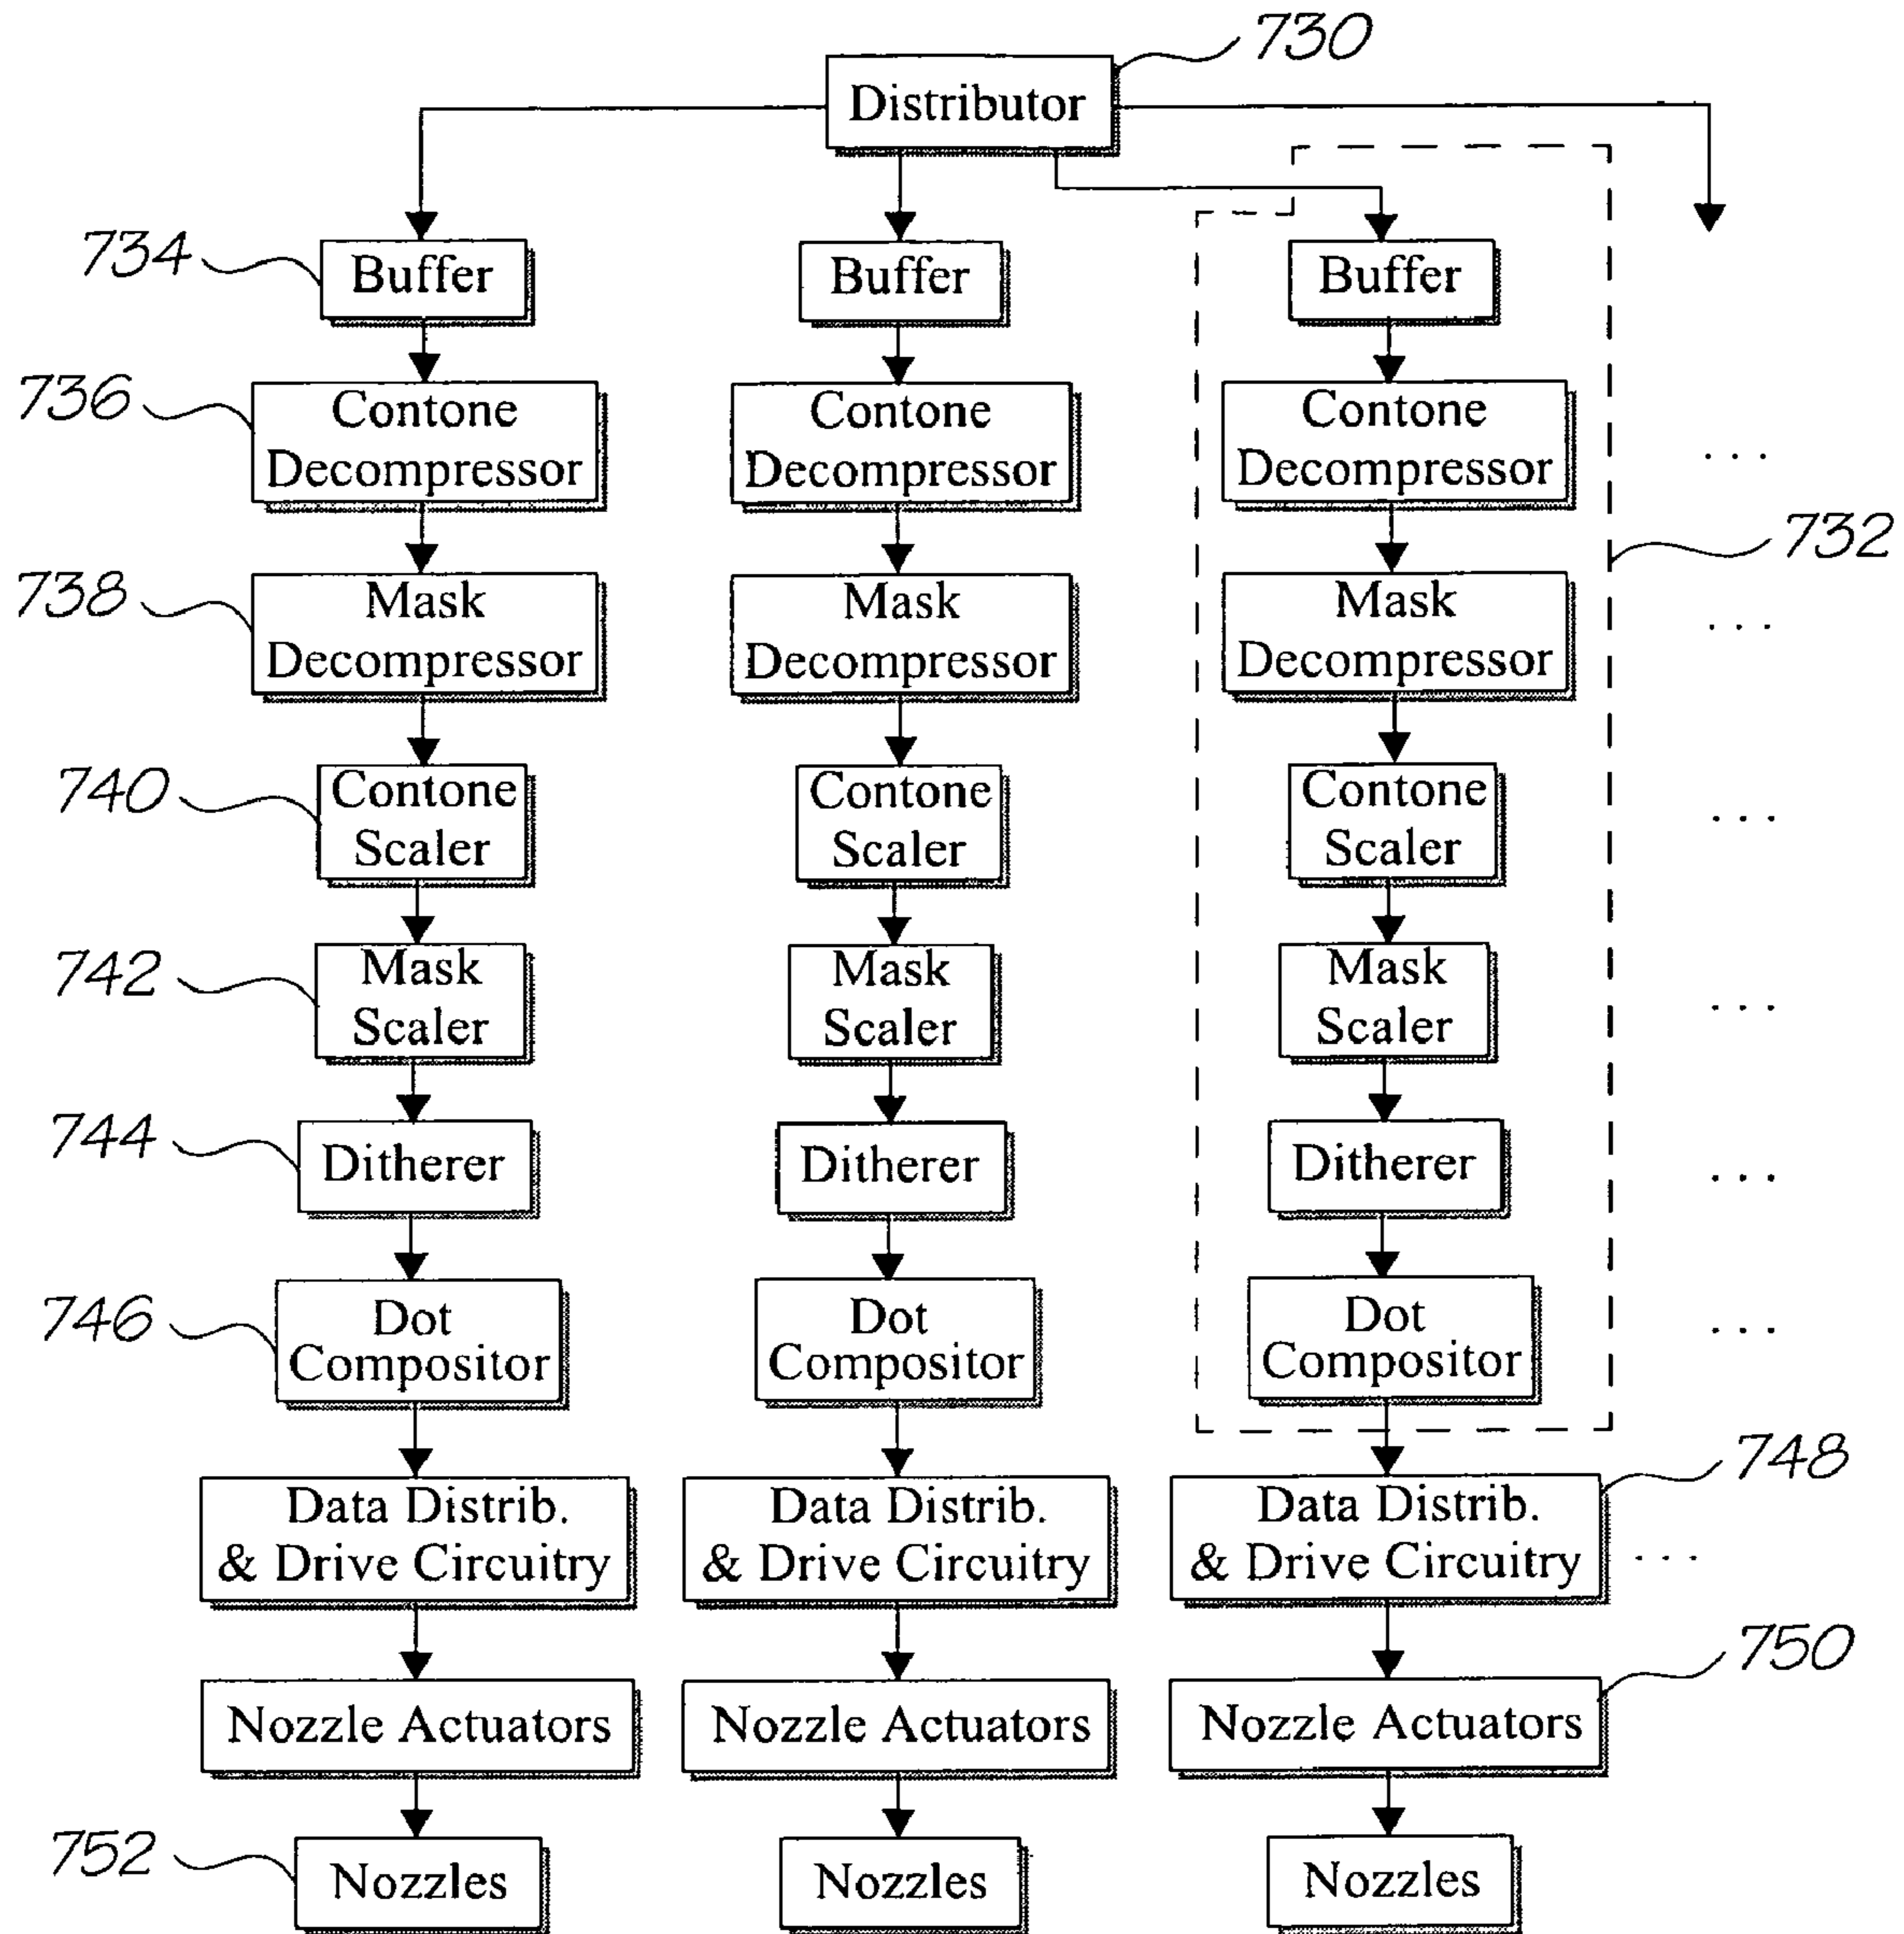 730
Distributor
734
Buffer
Buffer
Buffer
736
Contone
Decompressor
Contone
Decompressor
Contone
Decompressor
. . .
732
738
Mask
Decompressor
Mask
Decompressor
Mask
Decompressor
. . .
740
Contone
Scaler
Contone
Scaler
Contone
Scaler
. . .
742
Mask
Scaler
Mask
Scaler
Mask
Scaler
. . .
744
Ditherer
Ditherer
Ditherer
. . .
746
Dot
Compositor
Dot
Compositor
Dot
Compositor
. . .
748
Data Distrib.
& Drive Circuitry
Data Distrib.
& Drive Circuitry
Data Distrib.
& Drive Circuitry
. . .
750
Nozzle Actuators
Nozzle Actuators
Nozzle Actuators
752
Nozzles
Nozzles
Nozzles